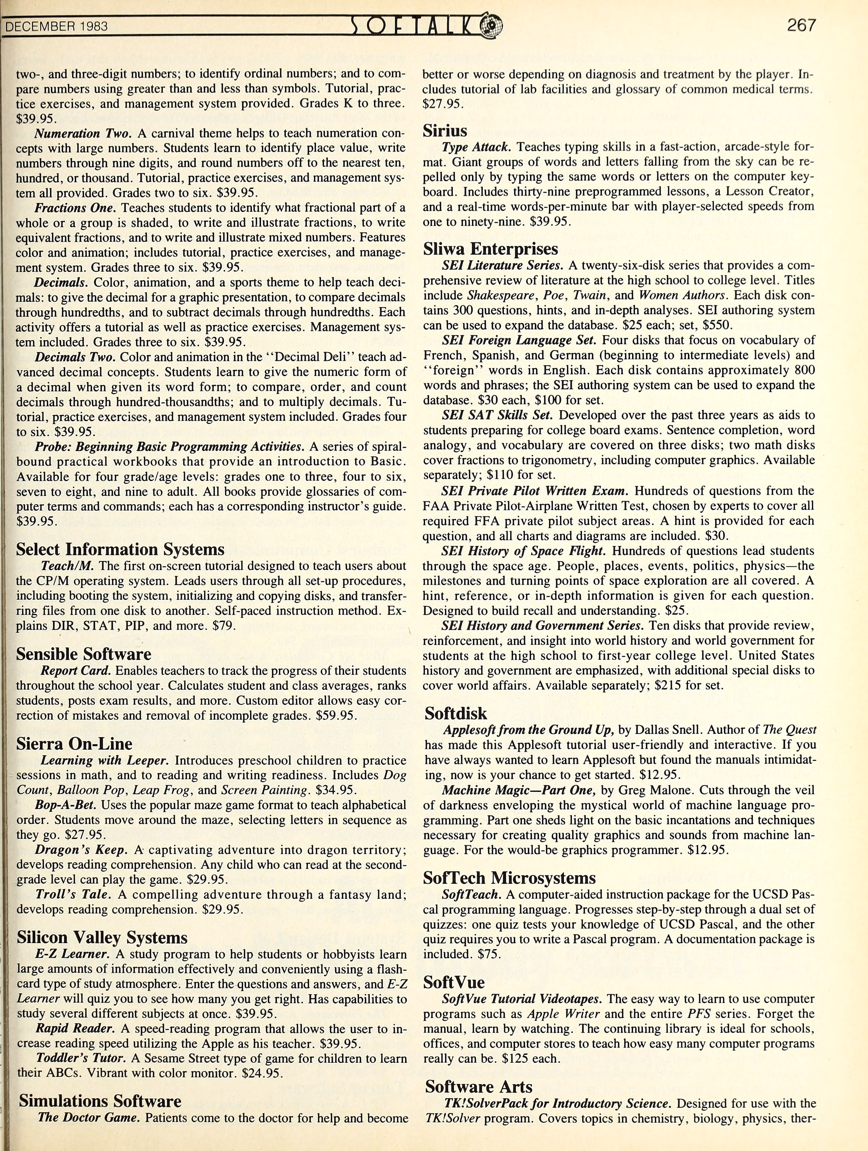 DECEMBER 1983
SOFTALK
267
two-, and three-digit numbers; to identify ordinal numbers; and to com-
pare numbers using greater than and less than symbols. Tutorial, prac-
tice exercises, and management system provided. Grades K to three.
$39.95.
Numeration Two. A carnival theme helps to teach numeration con-
cepts with large numbers. Students learn to identify place value, write
numbers through nine digits, and round numbers off to the nearest ten,
hundred, or thousand. Tutorial, practice exercises, and management sys-
tem all provided. Grades two to six. $39.95.
Fractions One. Teaches students to identify what fractional part of a
whole or a group is shaded, to write and illustrate fractions, to write
equivalent fractions, and to write and illustrate mixed numbers. Features
color and animation; includes tutorial, practice exercises, and manage-
ment system. Grades three to six. $39.95.
Decimals. Color, animation, and a sports theme to help teach deci-
mals: to give the decimal for a graphic presentation, to compare decimals
through hundredths, and to subtract decimals through hundredths. Each
activity offers a tutorial as well as practice exercises. Management sys-
tem included. Grades three to six. $39.95.
Decimals Two. Color and animation in the ‘‘Decimal Deli’’ teach ad-
vanced decimal concepts. Students learn to give the numeric form of
a decimal when given its word form; to compare, order, and count
decimals through hundred-thousandths; and to multiply decimals. Tu-
torial, practice exercises, and management system included. Grades four
to six. $39.95.
Probe: Beginning Basic Programming Activities. A series of spiral-
bound practical workbooks that provide an introduction to Basic.
Available for four grade/age levels: grades one to three, four to six,
seven to eight, and nine to adult. All books provide glossaries of com-
puter terms and commands; each has a corresponding instructor's guide.
$39.95.
Select Information Systems
Teach/M. The first on-screen tutorial designed to teach users about
the CP/M operating system. Leads users through all set-up procedures,
including booting the system, initializing and copying disks, and transfer-
ring files from one disk to another. Self-paced instruction method. Ex-
plains DIR, STAT, PIP, and more. $79.
Sensible Software
Report Card. Enables teachers to track the progress of their students
throughout the school year. Calculates student and class averages, ranks
students, posts exam results, and more. Custom editor allows easy cor-
rection of mistakes and removal of incomplete grades. $59.95.
Sierra On-Line
Learning with Leeper. Introduces preschool children to practice
sessions in math, and to reading and writing readiness. Includes Dog
Count, Balloon Pop, Leap Frog, and Screen Painting. $34.95.
Bop-A-Bet. Uses the popular maze game format to teach alphabetical
order. Students move around the maze, selecting letters in sequence as
they go. $27.95.
Dragon's Keep. A captivating adventure into dragon territory;
develops reading comprehension. Any child who can read at the second-
grade level can play the game. $29.95.
Troll's Tale. A compelling adventure through a fantasy land;
develops reading comprehension. $29.95.
Silicon Valley Systems
E-Z Learner. A study program to help students or hobbyists learn
large amounts of information effectively and conveniently using a flash-
card type of study atmosphere. Enter the questions and answers, and E-Z
Learner will quiz you to see how many you get right. Has capabilities to
study several different subjects at once. $39.95.
Rapid Reader. A speed-reading program that allows the user to in-
crease reading speed utilizing the Apple as his teacher. $39.95.
Toddler's Tutor. A Sesame Street type of game for children to learn
their ABCs. Vibrant with color monitor. $24.95.
Simulations Software
The Doctor Game. Patients come to the doctor for help and become
better or worse depending on diagnosis and treatment by the player. In-
cludes tutorial of lab facilities and glossary of common medical terms.
$27.95.
Sirius
Type Attack. Teaches typing skills in a fast-action, arcade-style for-
mat. Giant groups of words and letters falling from the sky can be re-
pelled only by typing the same words or letters on the computer key-
board. Includes thirty-nine preprogrammed lessons, a Lesson Creator,
and a real-time words-per-minute bar with player-selected speeds from
one to ninety-nine. $39.95.
Sliwa Enterprises
SEI Literature Series. A twenty-six-disk series that provides a com-
prehensive review of literature at the high school to college level. Titles
include Shakespeare, Poe, Twain, and Women Authors. Each disk con-
tains 300 questions, hints, and in-depth analyses. SEI authoring system
can be used to expand the database. $25 each; set, $550.
SEI Foreign Language Set. Four disks that focus on vocabulary of
French, Spanish, and German (beginning to intermediate levels) and
‘‘foreign’’ words in English. Each disk contains approximately 800
words and phrases; the SEI authoring system can be used to expand the
database. $30 each, $100 for set.
SEI SAT Skills Set. Developed over the past three years as aids to
students preparing for college board exams. Sentence completion, word
analogy, and vocabulary are covered on three disks; two math disks
cover fractions to trigonometry, including computer graphics. Available
separately; $110 for set.
SEI Private Pilot Written Exam. Hundreds of questions from the
FAA Private Pilot-Airplane Written Test, chosen by experts to cover all
required FFA private pilot subject areas. A hint is provided for each
question, and all charts and diagrams are included. $30.
SEI History of Space Flight. Hundreds of questions lead students
through the space age. People, places, events, politics, physics—the
milestones and turning points of space exploration are all covered. A
hint, reference, or in-depth information is given for each question.
Designed to build recall and understanding. $25.
SEI History and Government Series. Ten disks that provide review,
reinforcement, and insight into world history and world government for
students at the high school to first-year college level. United States
history and government are emphasized, with additional special disks to
cover world affairs. Available separately; $215 for set.
Softdisk
Applesoft from the Ground Up, by Dallas Snell. Author of The Quest
has made this Applesoft tutorial user-friendly and interactive. If you
have always wanted to learn Applesoft but found the manuals intimidat-
ing, now is your chance to get started. $12.95.
Machine Magic—Part One, by Greg Malone. Cuts through the veil
of darkness enveloping the mystical world of machine language pro-
gramming. Part one sheds light on the basic incantations and techniques
necessary for creating quality graphics and sounds from machine lan-
guage. For the would-be graphics programmer. $12.95.
SofTech Microsystems
SoftTeach. A computer-aided instruction package for the UCSD Pas-
cal programming language. Progresses step-by-step through a dual set of
quizzes: one quiz tests your knowledge of UCSD Pascal, and the other
quiz requires you to write a Pascal program. A documentation package is
included. $75.
SoftVue
SoftVue Tutorial Videotapes. The easy way to learn to use computer
programs such as Apple Writer and the entire PFS series. Forget the
manual, learn by watching. The continuing library is ideal for schools,
offices, and computer stores to teach how easy many computer programs
really can be. $125 each.
Software Arts
TK!SolverPack for Introductory Science. Designed for use with the
TK!Solver program. Covers topics in chemistry, biology, physics, ther-